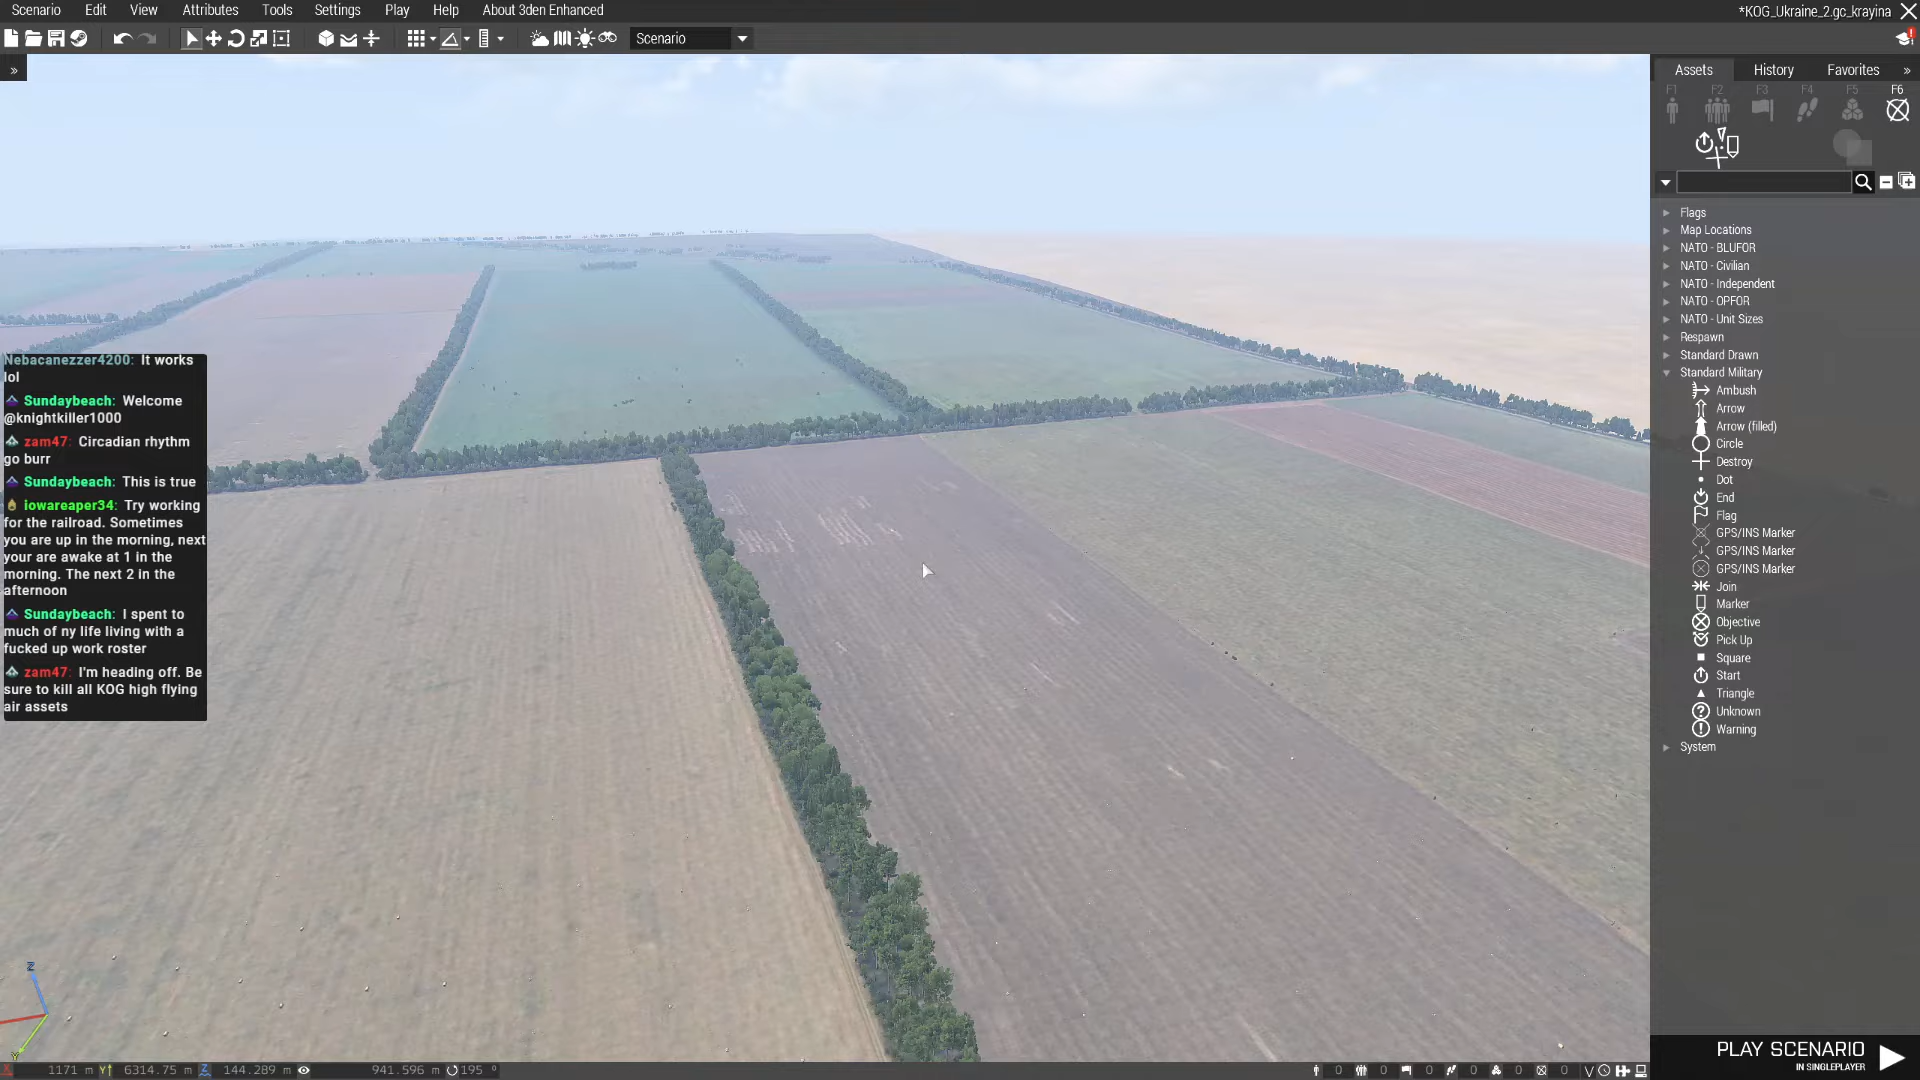 Scenario Edit View Attributes Tools Settings Play Help About 3den Enhanced
*KOG_Ukraine_2.gc_krayina
Scenario
Assets History Favorites »
F1 F2 F3 F4 F5 F6
»
Flags
Map Locations
NATO - BLUFOR
NATO - Civilian
NATO - Independent
NATO - OPFOR
NATO - Unit Sizes
Respawn
Standard Drawn
Standard Military
Ambush
Arrow
Arrow (filled)
Circle
Destroy
Dot
End
Flag
GPS/INS Marker
GPS/INS Marker
GPS/INS Marker
Join
Marker
Objective
Pick Up
Square
Start
Triangle
Unknown
Warning
System
Nebacanezzer4200: It works
lol
Sundaybeach: Welcome
@knightkiller1000
zam47: Circadian rhythm
go burr
Sundaybeach: This is true
iowareaper34: Try working
for the railroad. Sometimes
you are up in the morning, next
your are awake at 1 in the
morning. The next 2 in the
afternoon
Sundaybeach: I spent to
much of ny life living with a
fucked up work roster
zam47: I'm heading off. Be
sure to kill all KOG high flying
air assets
Z
Y
PLAY SCENARIO
IN SINGLEPLAYER
X 1171 m Y 6314.75 m Z 144.289 m 941.596 m 195 °
0 0 0 0 0 0 V